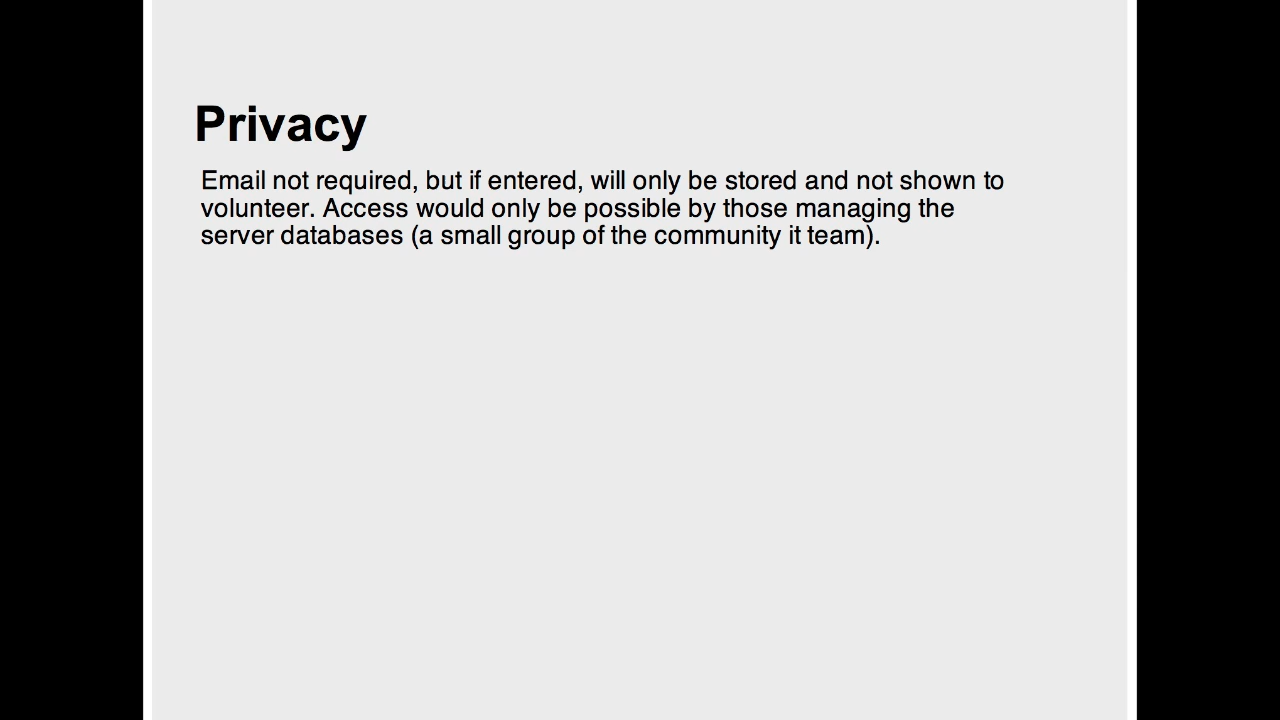 Privacy
Email not required, but if entered, will only be stored and not shown to
volunteer. Access would only be possible by those managing the
server databases (a small group of the community it team).